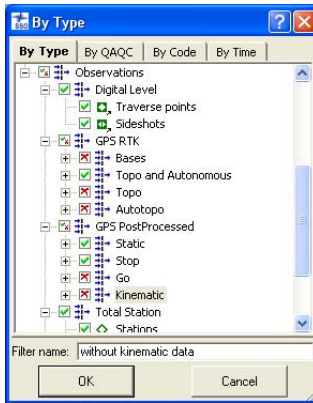 SSO By Type
By Type By QAQC By Code By Time
Observations
Digital Level
Traverse points
Sideshots
GPS RTK
Bases
Topo and Autonomous
Topo
Autotopo
GPS PostProcessed
Static
Stop
Go
Kinematic
Total Station
Stations
Filter name: without kinematic data
OK Cancel